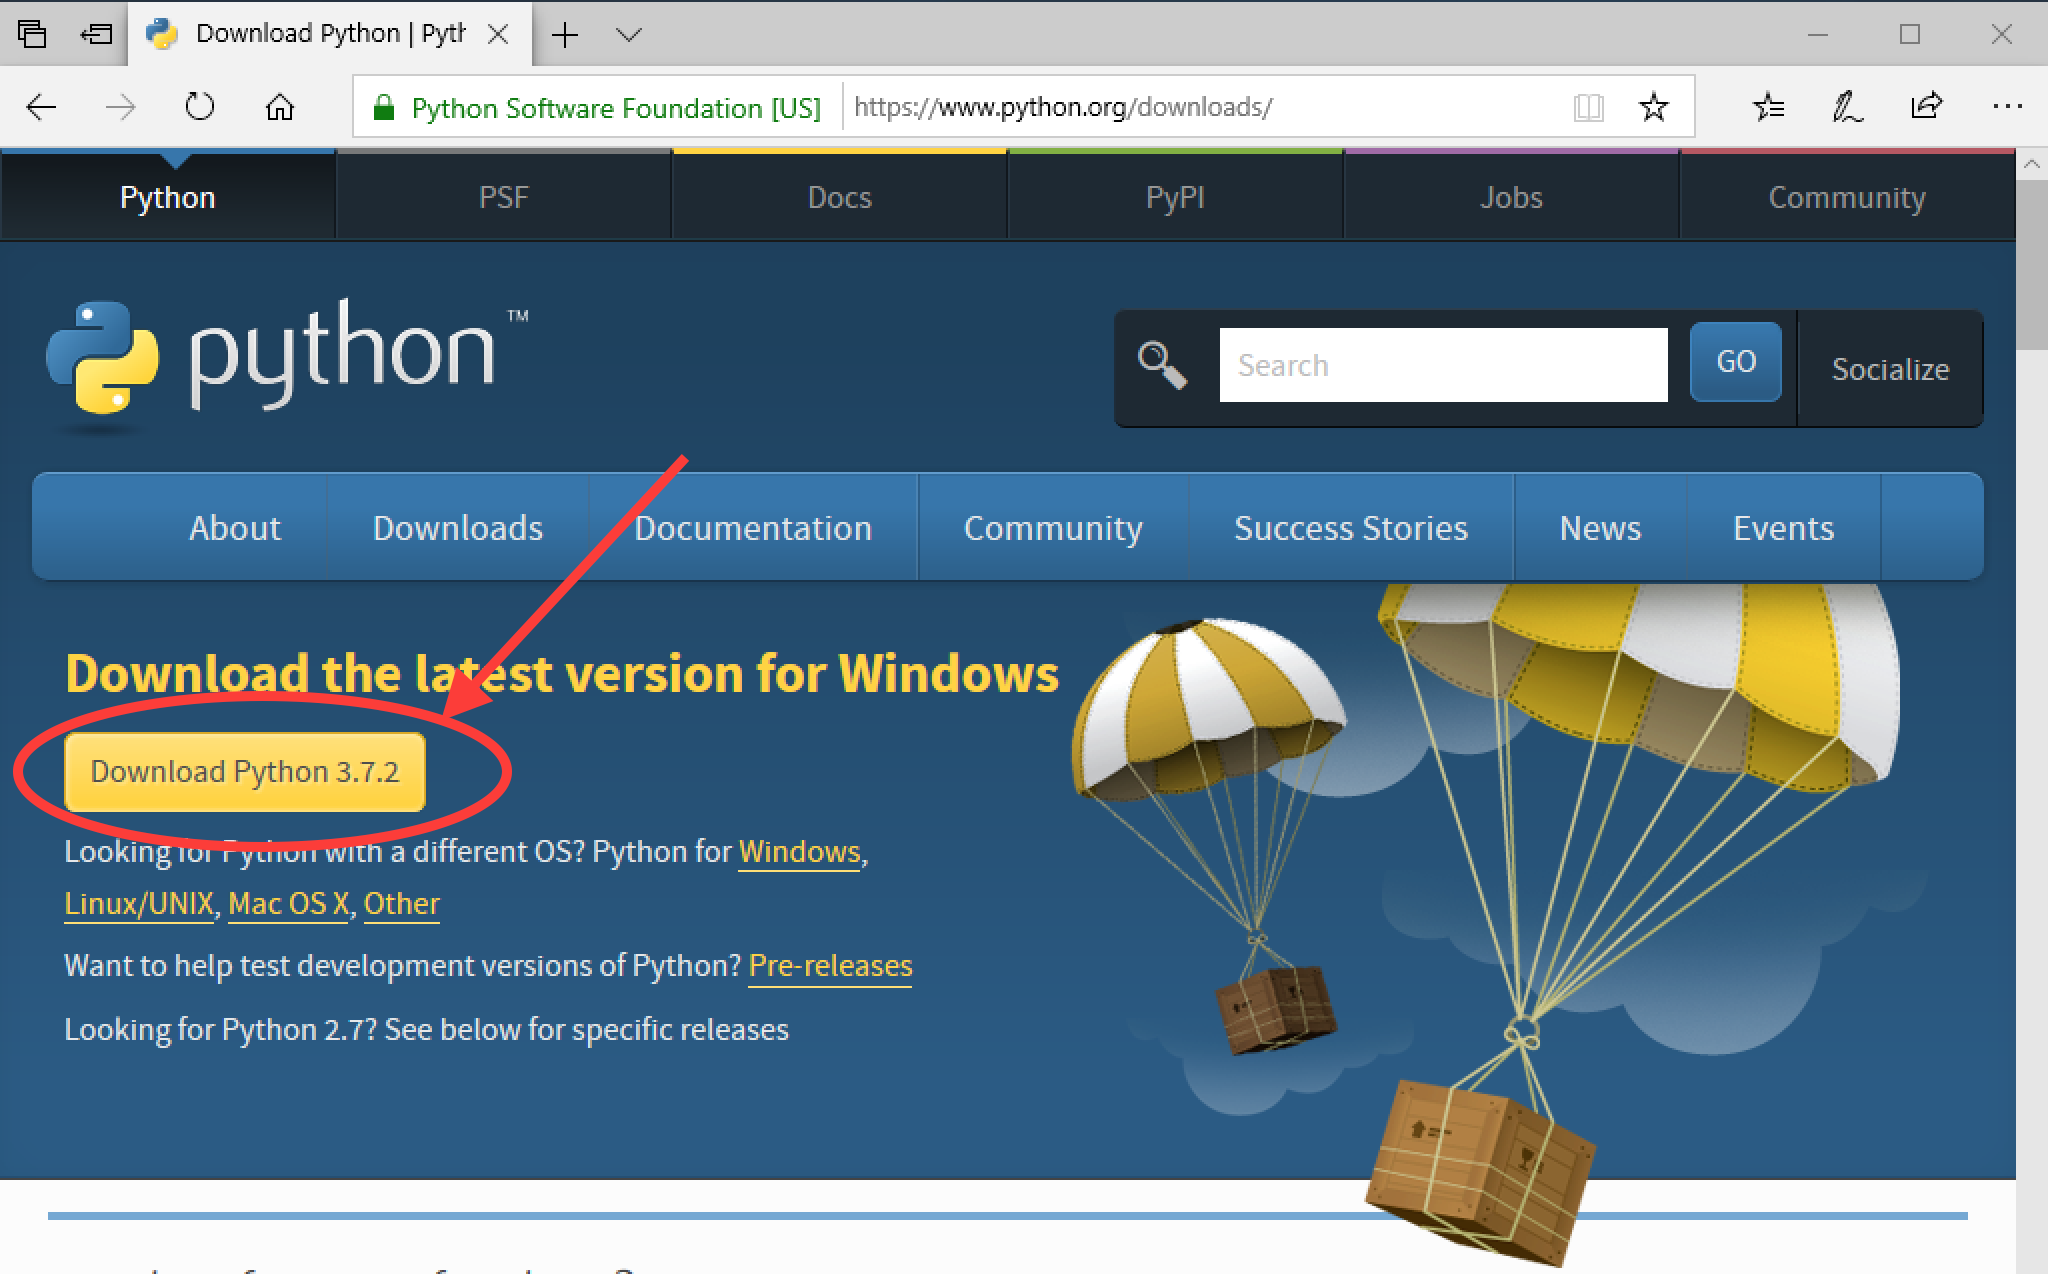 Download Python | Pyth
Python Software Foundation [US] https://www.python.org/downloads/
Python PSF Docs PyPI Jobs Community
python™
Search GO Socialize
About Downloads Documentation Community Success Stories News Events
Download the latest version for Windows
Download Python 3.7.2
Looking for Python with a different OS? Python for Windows,
Linux/UNIX, Mac OS X, Other
Want to help test development versions of Python? Pre-releases
Looking for Python 2.7? See below for specific releases